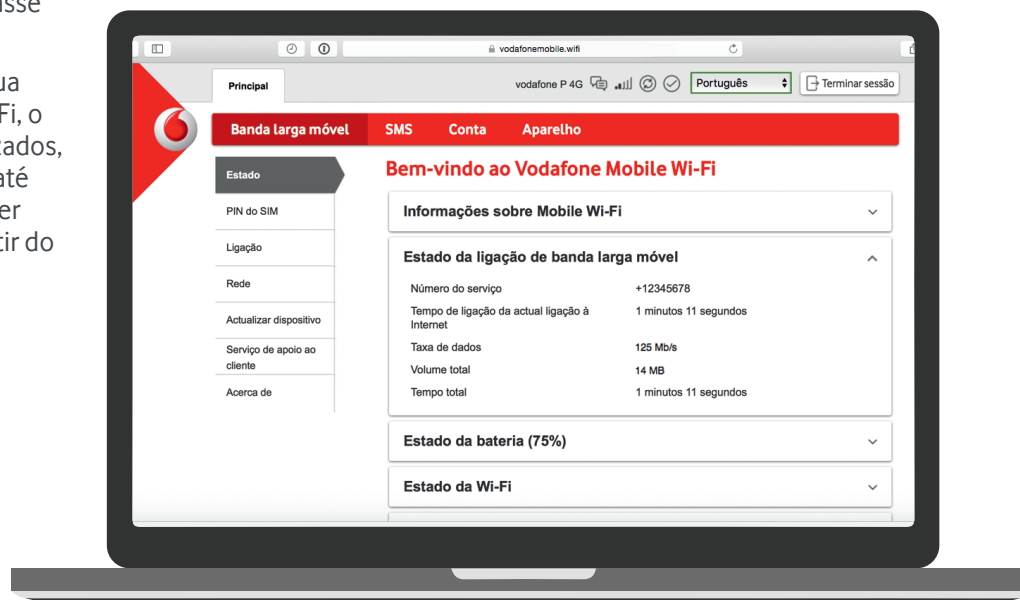 vodafonemobile.wifi
Principal
vodafone P 4G
Português
Terminar sessão
Banda larga móvel
SMS
Conta
Aparelho
Estado
PIN do SIM
Ligação
Rede
Actualizar dispositivo
Serviço de apoio ao
cliente
Acerca de
Bem-vindo ao Vodafone Mobile Wi-Fi
Informações sobre Mobile Wi-Fi
Estado da ligação de banda larga móvel
Número do serviço +12345678
Tempo de ligação da actual ligação à 1 minutos 11 segundos
Internet
Taxa de dados 125 Mb/s
Volume total 14 MB
Tempo total 1 minutos 11 segundos
Estado da bateria (75%)
Estado da Wi-Fi
até
Fi, o